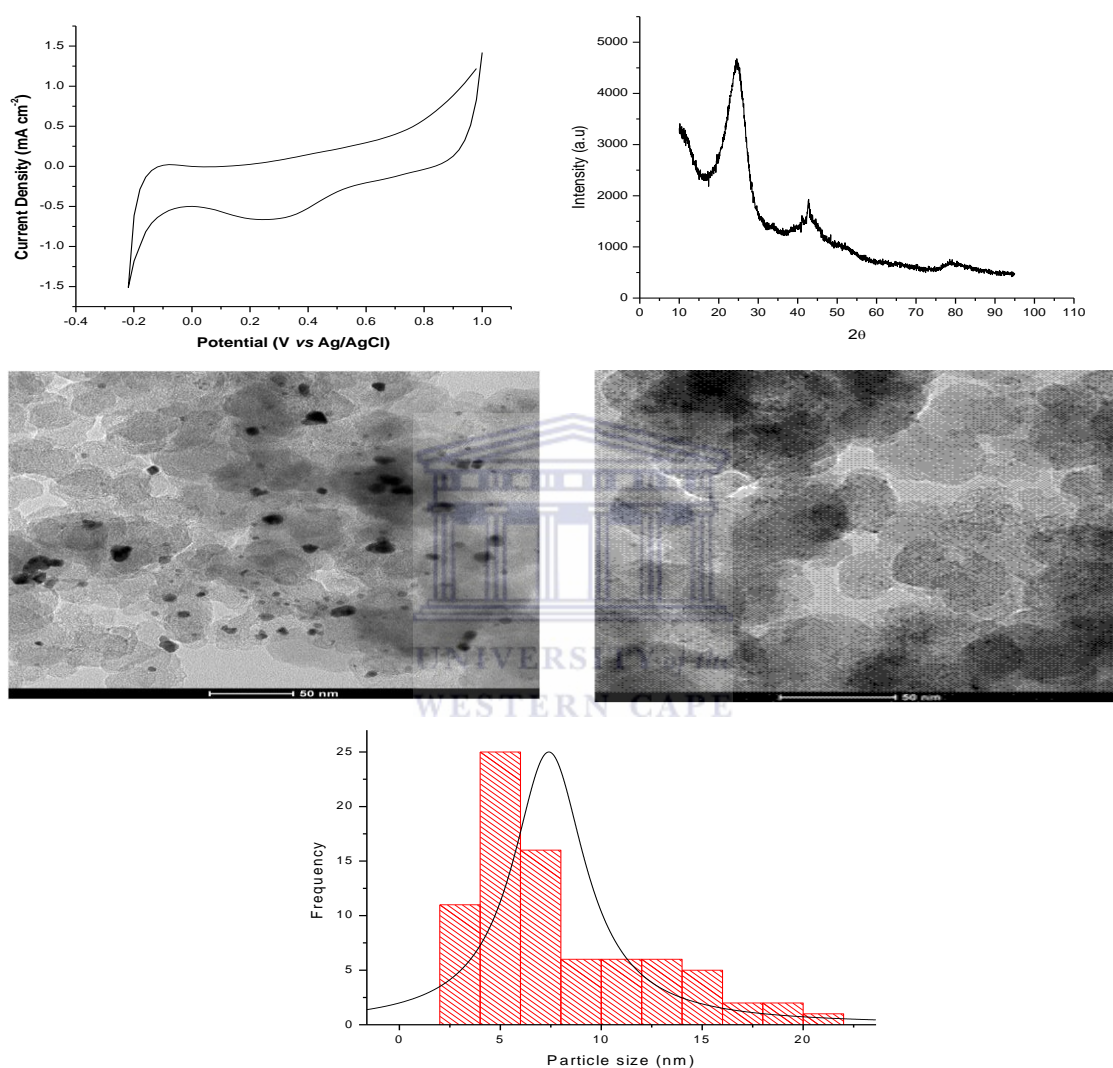 1.5
1.0
0.5
0.0
-0.5
-1.0
-1.5
Current Density (mA cm-2)
-0.4 -0.2 0.0 0.2 0.4 0.6 0.8 1.0
Potential (V vs Ag/AgCl)
5000
4000
3000
2000
1000
0
Intensity (a.u)
0 10 20 30 40 50 60 70 80 90 100 110
2θ
50 nm
50 nm
UNIVERSITY of the
WESTERN CAPE
25
20
15
10
5
0
Frequency
0 5 10 15 20
Particle size (nm)